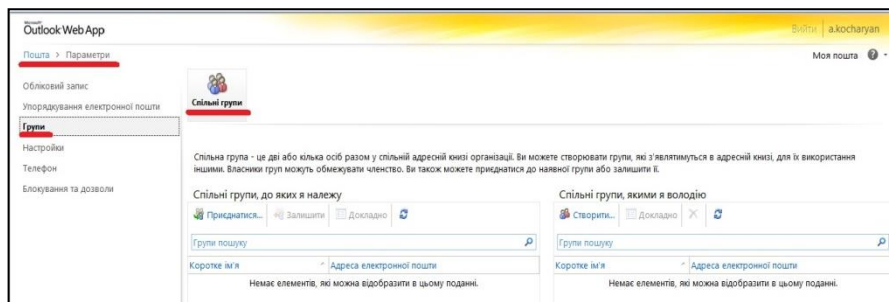 Microsoft
Outlook Web App
Вийти | a.kocharyan
Пошта > Параметри
Моя пошта
Обліковий запис
Упорядкування електронної пошти
Групи
Настройки
Телефон
Блокування та дозволи
Спільні групи
Спільна група - це дві або кілька осіб разом у спільній адресній книзі організації. Ви можете створювати групи, які з'являтимуться в адресній книзі, для їх використання
іншими. Власники груп можуть обмежувати членство. Ви також можете приєднатися до наявної групи або залишити її.
Спільні групи, до яких я належу
Приєднатися... Залишити Докладно
Групи пошуку
Коротке ім'я Адреса електронної пошти
Немає елементів, які можна відобразити в цьому поданні.
Спільні групи, якими я володію
Створити... Докладно
Групи пошуку
Коротке ім'я Адреса електронної пошти
Немає елементів, які можна відобразити в цьому поданні.